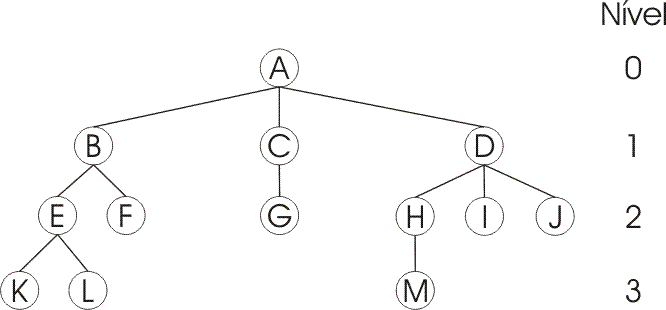 Nível
A 0
B C D 1
E F G H I J 2
K L M 3